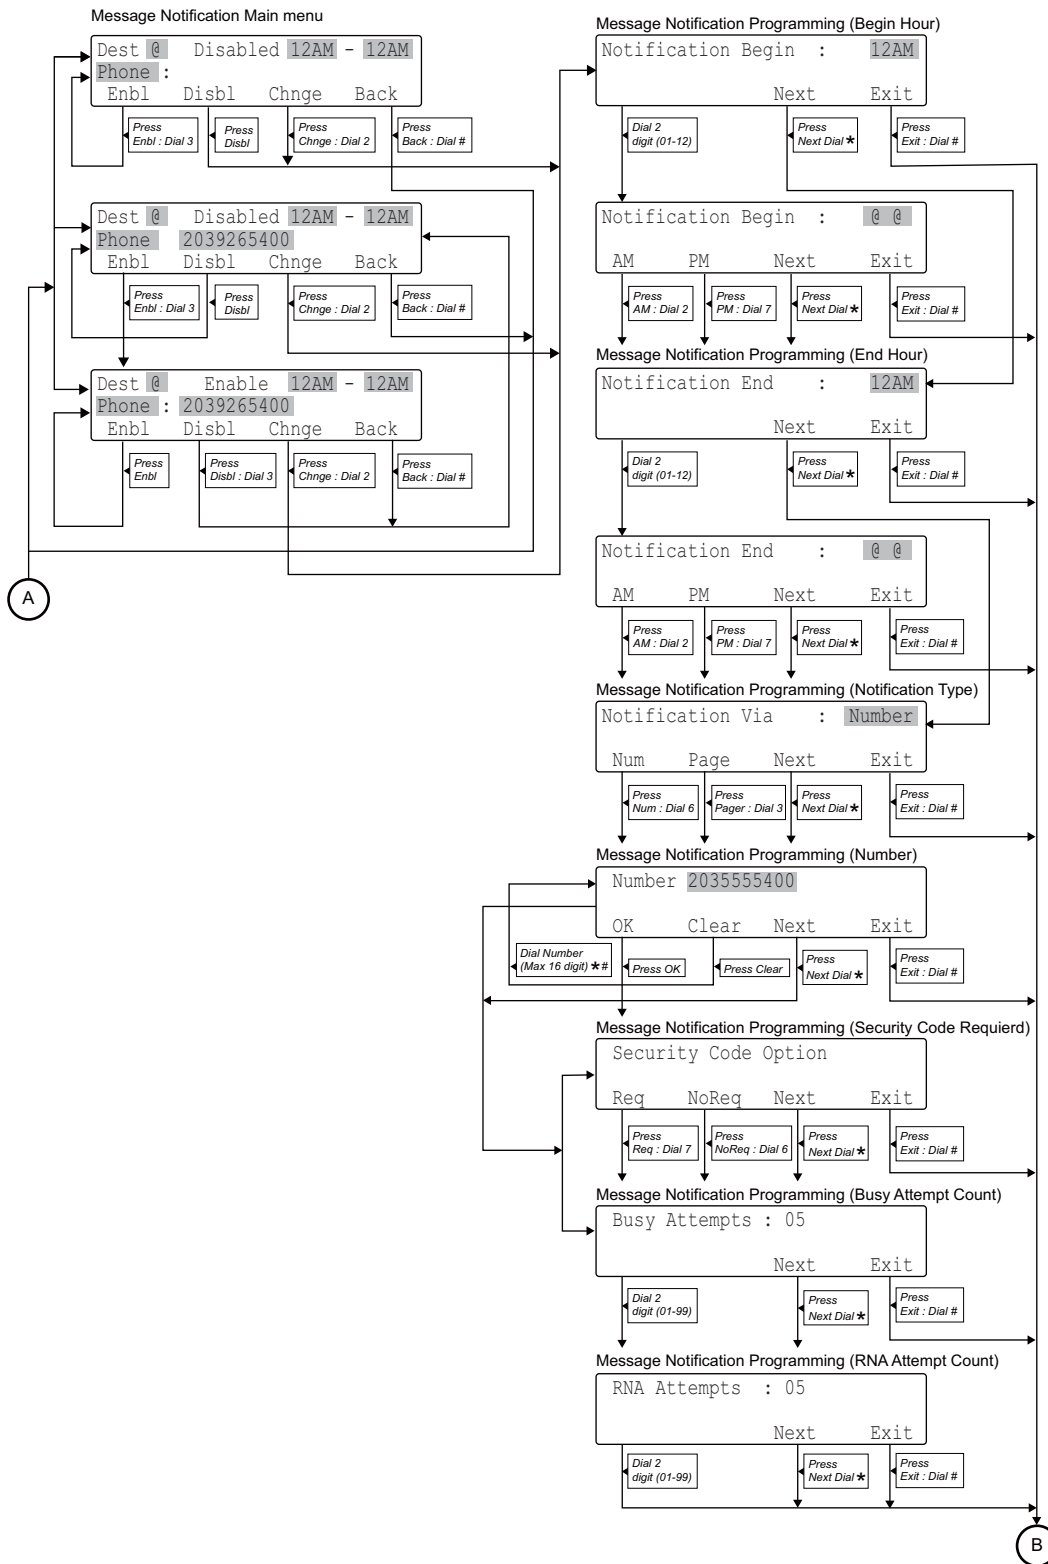 Message Notification Main menu
Dest @ Disabled 12AM - 12AM
Phone :
Enbl Disbl Chnge Back
Press
Enbl : Dial 3
Press
Disbl
Press
Chnge : Dial 2
Press
Back : Dial #
Dest @ Disabled 12AM - 12AM
Phone 2039265400
Enbl Disbl Chnge Back
Press
Enbl : Dial 3
Press
Disbl
Press
Chnge : Dial 2
Press
Back : Dial #
Dest @ Enable 12AM - 12AM
Phone : 2039265400
Enbl Disbl Chnge Back
Press
Enbl
Press
Disbl : Dial 3
Press
Chnge : Dial 2
Press
Back : Dial #
A
Message Notification Programming (Begin Hour)
Notification Begin : 12AM
Next Exit
Dial 2
digit (01-12)
Press
Next Dial *
Press
Exit : Dial #
Notification Begin : @ @
AM PM Next Exit
Press
AM : Dial 2
Press
PM : Dial 7
Press
Next Dial *
Press
Exit : Dial #
Message Notification Programming (End Hour)
Notification End : 12AM
Next Exit
Dial 2
digit (01-12)
Press
Next Dial *
Press
Exit : Dial #
Notification End : @ @
AM PM Next Exit
Press
AM : Dial 2
Press
PM : Dial 7
Press
Next Dial *
Press
Exit : Dial #
Message Notification Programming (Notification Type)
Notification Via : Number
Num Page Next Exit
Press
Num : Dial 6
Press
Pager : Dial 3
Press
Next Dial *
Press
Exit : Dial #
Message Notification Programming (Number)
Number 2035555400
OK Clear Next Exit
Dial Number
(Max 16 digit) * #
Press OK
Press Clear
Press
Next Dial *
Press
Exit : Dial #
Message Notification Programming (Security Code Requierd)
Security Code Option
Req NoReq Next Exit
Press
Req : Dial 7
Press
NoReq : Dial 6
Press
Next Dial *
Press
Exit : Dial #
Message Notification Programming (Busy Attempt Count)
Busy Attempts : 05
Next Exit
Dial 2
digit (01-99)
Press
Next Dial *
Press
Exit : Dial #
Message Notification Programming (RNA Attempt Count)
RNA Attempts : 05
Next Exit
Dial 2
digit (01-99)
Press
Next Dial *
Press
Exit : Dial #
B